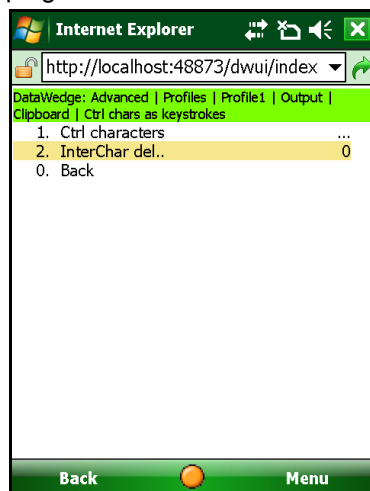 Internet Explorer
http://localhost:48873/dwui/index
DataWedge: Advanced | Profiles | Profile1 | Output |
Clipboard | Ctrl chars as keystrokes
1. Ctrl characters ...
2. InterChar del.. 0
0. Back
Back Menu